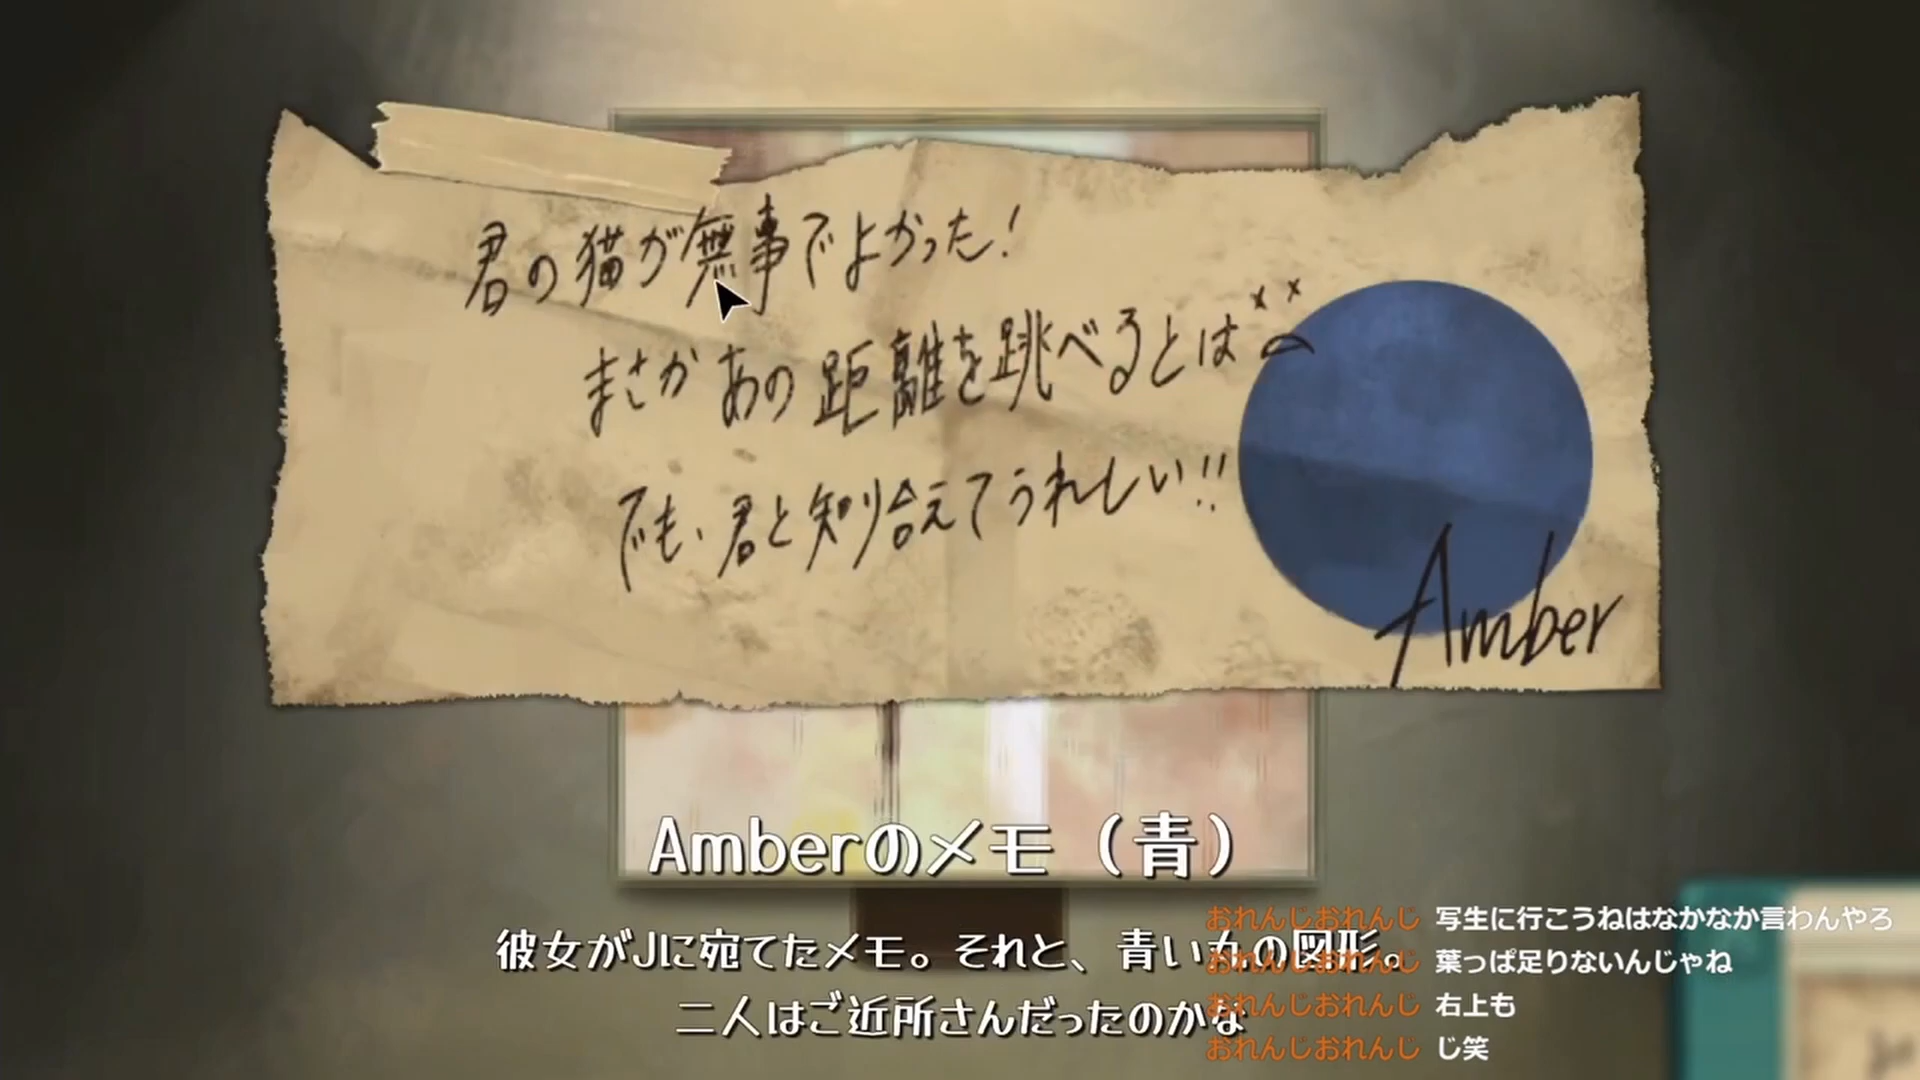 君の猫が無事でよかった!
まさかあの距離を跳べるとは
でも、君と知り合えてうれしい!!
Amber
Amberのメモ（青）
彼女がJに宛てたメモ。それと、青い丸の図形。
二人はご近所さんだったのかな
おれんじおれんじ 写生に行こうねはなかなか言わんやろ
おれんじおれんじ 葉っぱ足りないんじゃね
おれんじおれんじ 右上も
おれんじおれんじ じ笑